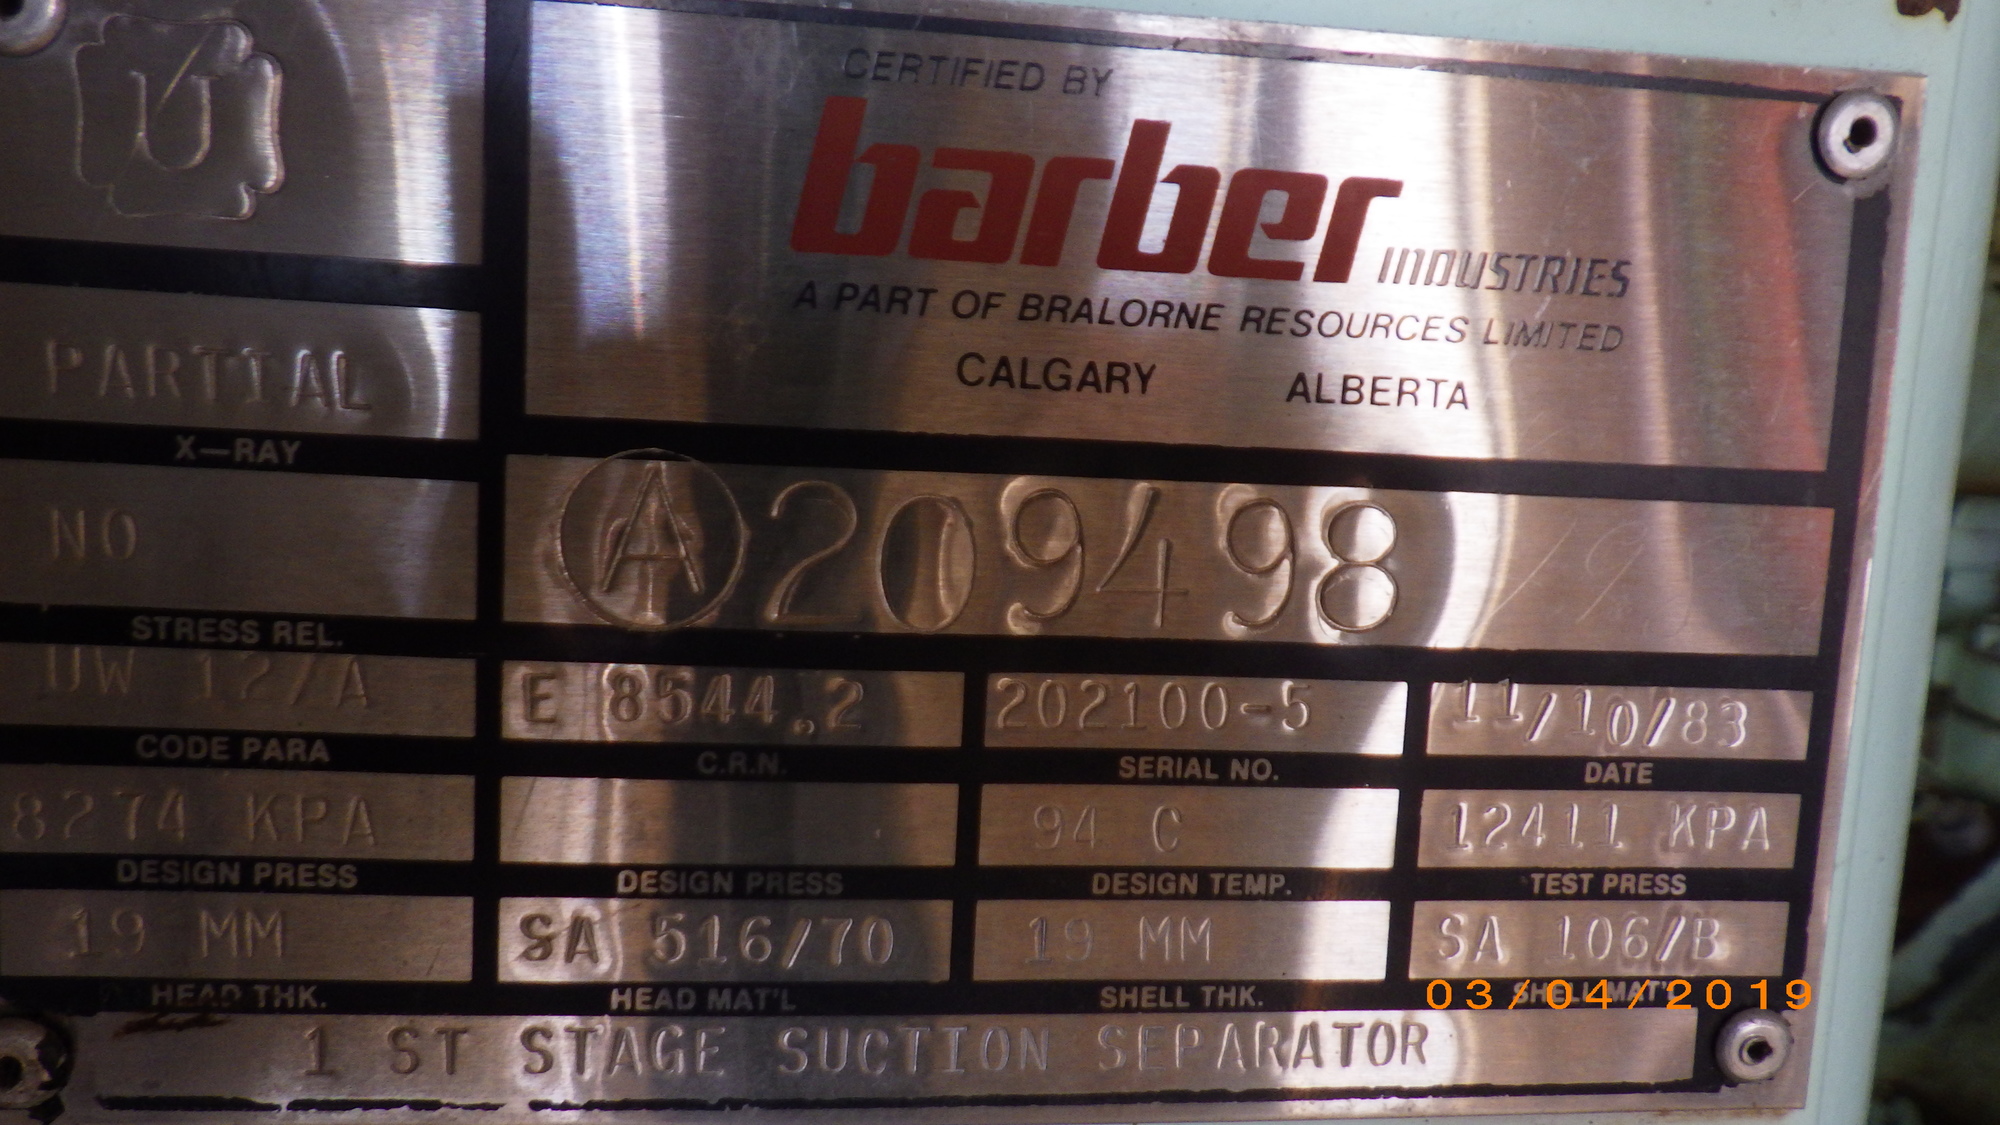 U
CERTIFIED BY
barber INDUSTRIES
A PART OF BRALORNE RESOURCES LIMITED
CALGARY ALBERTA
PARTIAL
X-RAY
NO
STRESS REL.
A 209498
UW 12/A
CODE PARA
E 8544.2
C.R.N.
202100-5
SERIAL NO.
11/10/83
DATE
8274 KPA
DESIGN PRESS
DESIGN PRESS
94 C
DESIGN TEMP.
12411 KPA
TEST PRESS
19 MM
HEAD THK.
SA 516/70
HEAD MAT'L
19 MM
SHELL THK.
SA 106/B
SHELL MAT'L
03/04/2019
1 ST STAGE SUCTION SEPARATOR